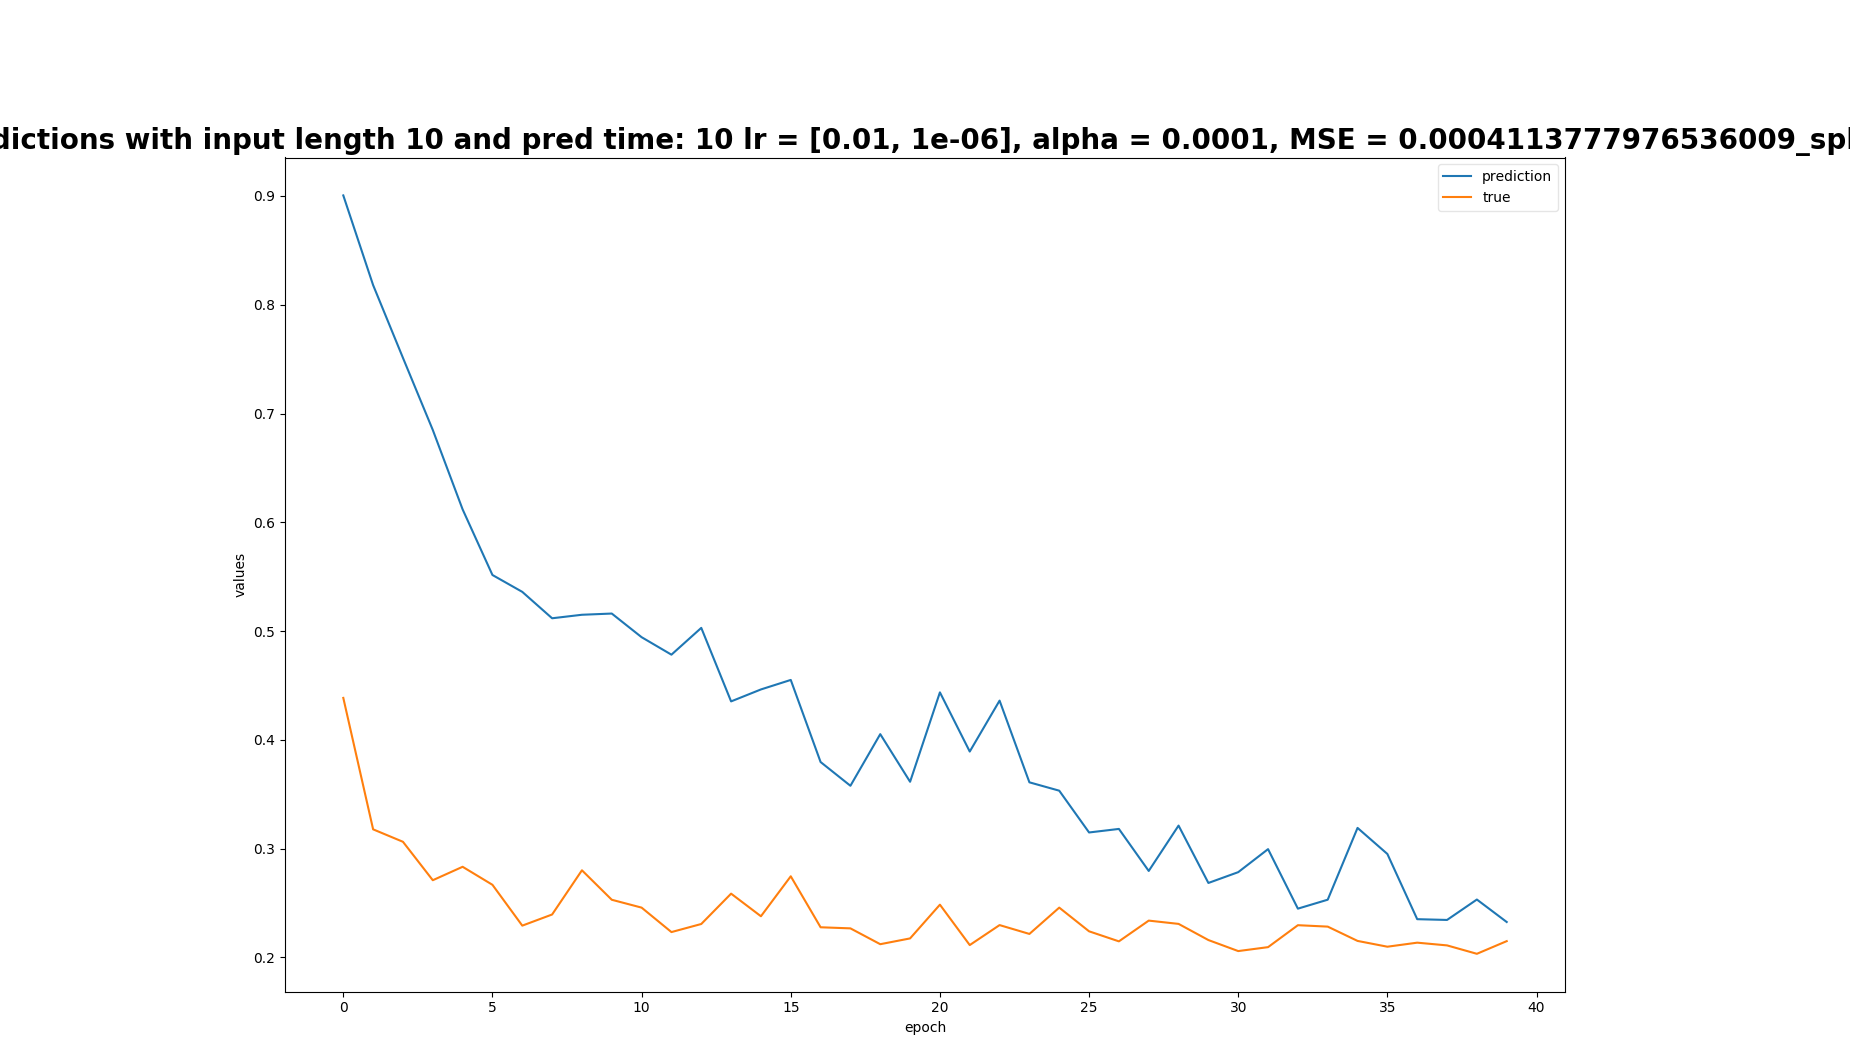 dictions with input length 10 and pred time: 10 lr = [0.01, 1e-06], alpha = 0.0001, MSE = 0.0004113777976536009_spl
prediction
true
0.9
0.8
0.7
0.6
0.5
0.4
0.3
0.2
values
0 5 10 15 20 25 30 35 40
epoch